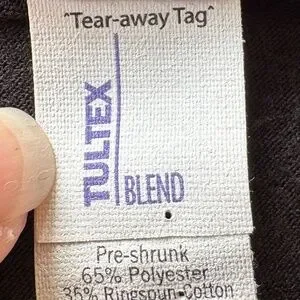 "Tear-away Tag"
TULTEX
BLEND
Pre-shrunk
65% Polyester
35% Ringspun Cotton